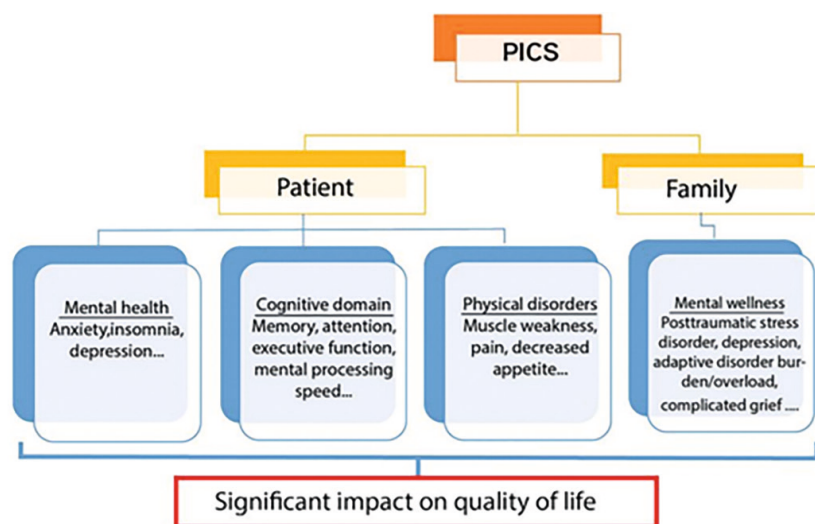 PICS
Patient
Family
Mental health
Anxiety,insomnia,
depression...
Cognitive domain
Memory, attention,
executive function,
mental processing
speed...
Physical disorders
Muscle weakness,
pain, decreased
appetite...
Mental wellness
Posttraumatic stress
disorder, depression,
adaptive disorder bur-
den/overload,
complicated grief ....
Significant impact on quality of life